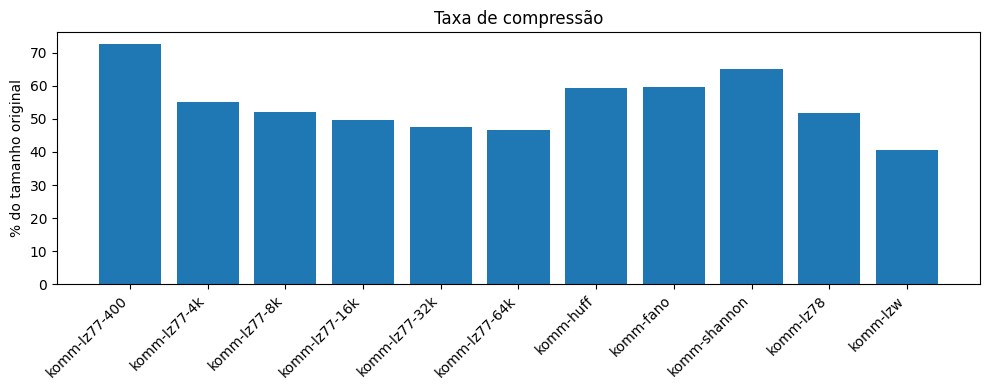 Taxa de compressão
% do tamanho original
70
60
50
40
30
20
10
0
komm-lz77-400
komm-lz77-4k
komm-lz77-8k
komm-lz77-16k
komm-lz77-32k
komm-lz77-64k
komm-huff
komm-fano
komm-shannon
komm-lz78
komm-lzw